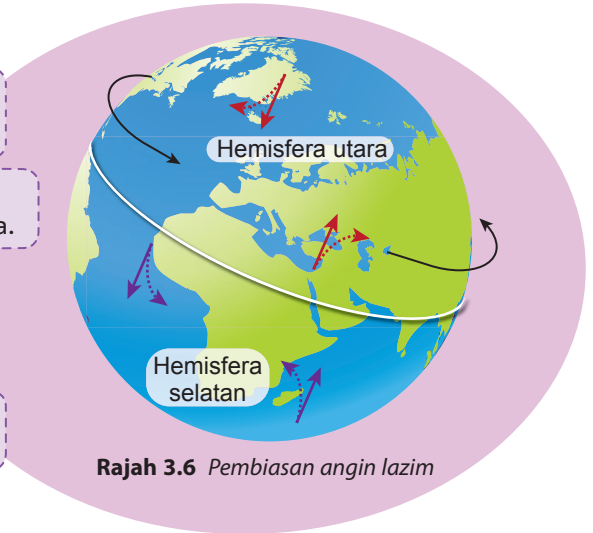 a.
Hemisfera utara
Hemisfera
selatan
Rajah 3.6 Pembiasan angin lazim